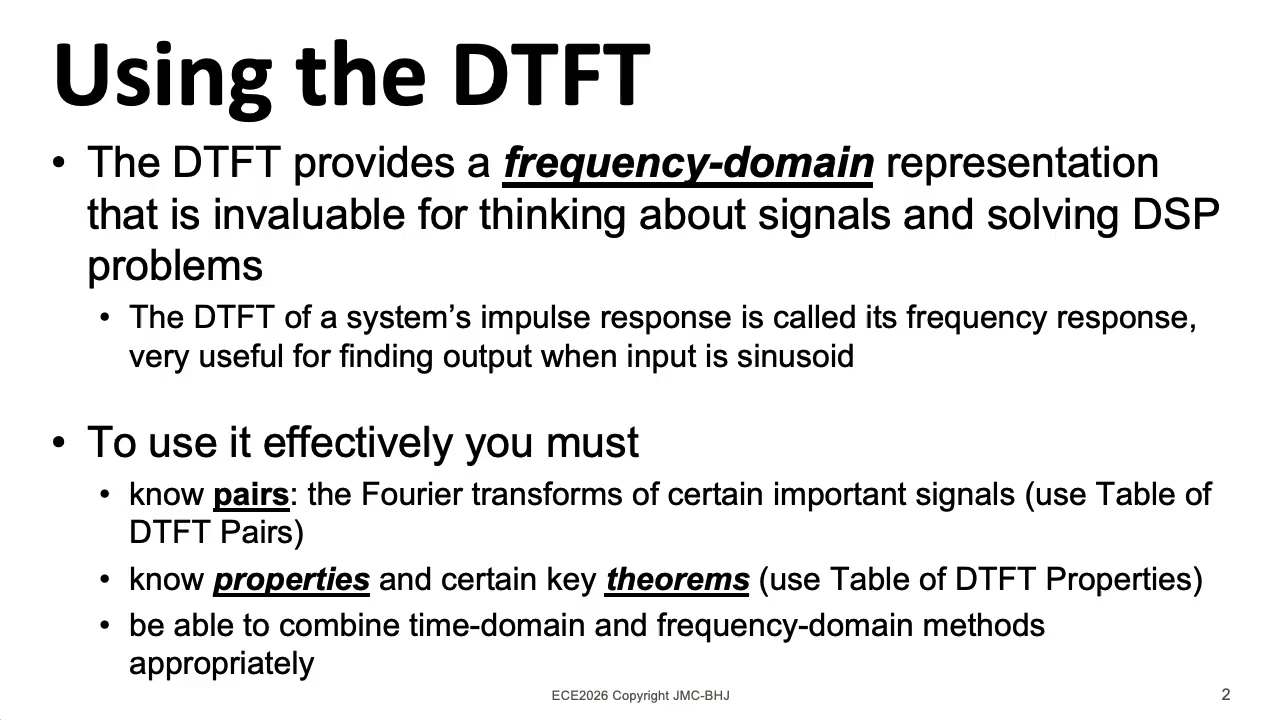 Using the DTFT
• The DTFT provides a frequency-domain representation
that is invaluable for thinking about signals and solving DSP
problems
• The DTFT of a system’s impulse response is called its frequency response,
very useful for finding output when input is sinusoid
• To use it effectively you must
• know pairs: the Fourier transforms of certain important signals (use Table of
DTFT Pairs)
• know properties and certain key theorems (use Table of DTFT Properties)
• be able to combine time-domain and frequency-domain methods
appropriately
ECE2026 Copyright JMC-BHJ
2